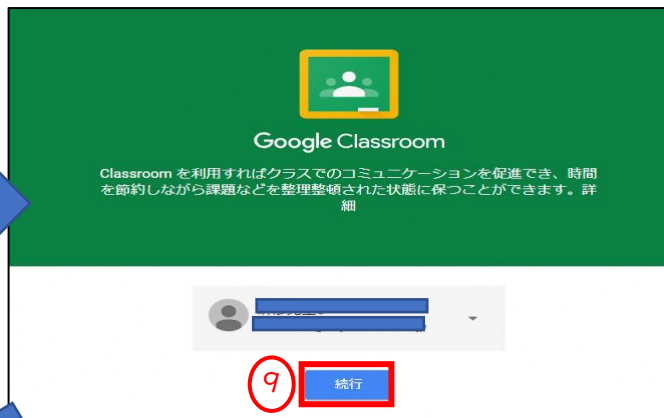 Google Classroom
Classroom を利用すればクラスでのコミュニケーションを促進でき、時間
を節約しながら課題などを整理整頓された状態に保つことができます。詳
細
9
続行